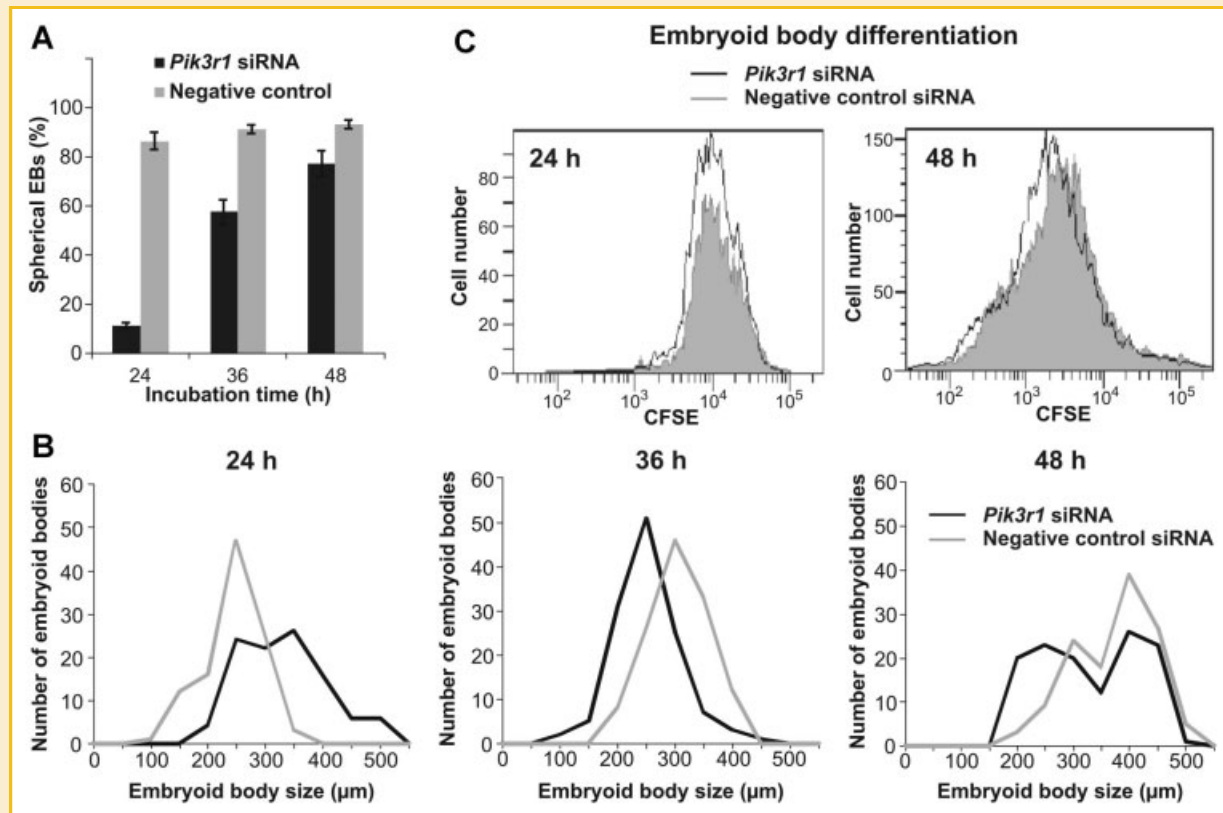 A
Pik3r1 siRNA
Negative control
Spherical EBs (%)
100
80
60
40
20
0
24 36 48
Incubation time (h)
C
Embryoid body differentiation
Pik3r1 siRNA
Negative control siRNA
24 h
Cell number
80
60
40
20
0
10² 10³ 10⁴ 10⁵
CFSE
48 h
Cell number
150
100
50
0
10² 10³ 10⁴ 10⁵
CFSE
B
24 h
Number of embryoid bodies
60
50
40
30
20
10
0
0 100 200 300 400 500
Embryoid body size (µm)
36 h
Number of embryoid bodies
60
50
40
30
20
10
0
0 100 200 300 400 500
Embryoid body size (µm)
48 h
Pik3r1 siRNA
Negative control siRNA
Number of embryoid bodies
60
50
40
30
20
10
0
0 100 200 300 400 500
Embryoid body size (µm)